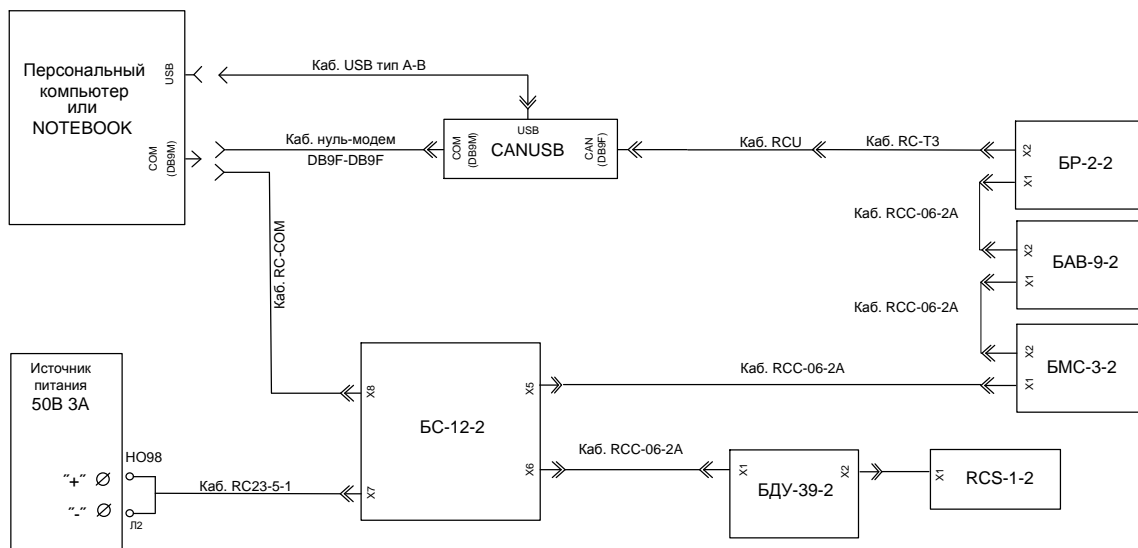 Персональный
компьютер
или
NOTEBOOK
USB
COM
(DB9M)
Каб. USB тип A-B
Каб. нуль-модем
DB9F-DB9F
USB
CANUSB
COM
(DB9M)
CAN
(DB9F)
Каб. RCU
Каб. RC-T3
X2
X1
БР-2-2
Каб. RCC-06-2A
X2
X1
БАВ-9-2
Каб. RCC-06-2A
X2
X1
БМС-3-2
Каб. RC-COM
Каб. RCC-06-2A
Источник
питания
50В 3А
"+"
"-"
НО98
Л2
Каб. RC23-5-1
X8
X7
X5
X6
БС-12-2
Каб. RCC-06-2A
X1
X2
БДУ-39-2
X1
RCS-1-2